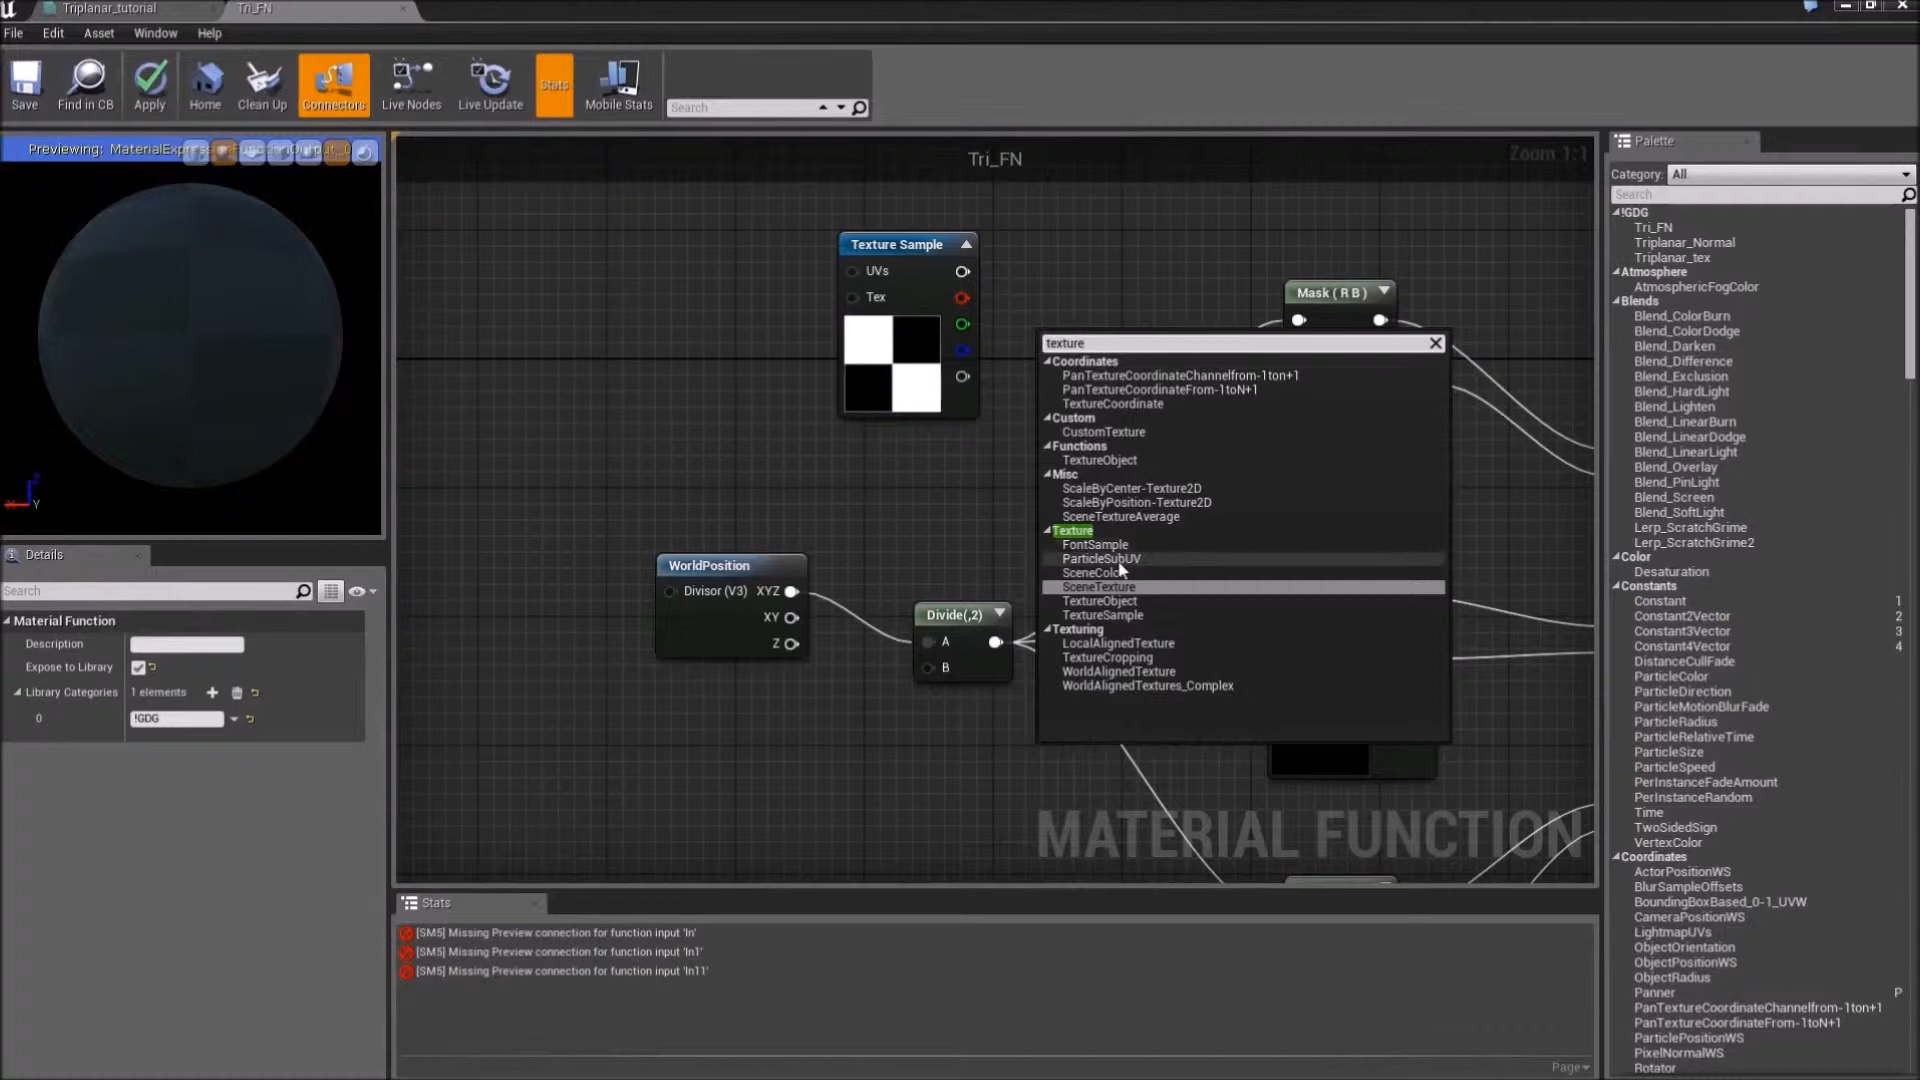 Triplanar_tutorial
Tri_FN
File
Edit
Asset
Window
Help
Save
Find in CB
Apply
Home
Clean Up
Connectors
Live Nodes
Live Update
Stats
Mobile Stats
Search
Previewing:
Tri_FN
Zoom 1:1
Texture Sample
UVs
Tex
Mask ( R B )
texture
Coordinates
PanTextureCoordinateChannelfrom-1ton+1
PanTextureCoordinateFrom-1toN+1
TextureCoordinate
Custom
CustomTexture
Functions
TextureObject
Misc
ScaleByCenter-Texture2D
ScaleByPosition-Texture2D
SceneTextureAverage
Texture
FontSample
ParticleSubUV
SceneColor
SceneTexture
TextureObject
TextureSample
Texturing
LocalAlignedTexture
TextureCropping
WorldAlignedTexture
WorldAlignedTextures_Complex
WorldPosition
Divisor (V3) XYZ
XY
Z
Divide(,2)
A
B
MATERIAL FUNCTION
Z
X
Y
Details
Search
Material Function
Description
Expose to Library
Library Categories 1 elements
0 !GDG
Stats
[SM5] Missing Preview connection for function input 'In'
[SM5] Missing Preview connection for function input 'In1'
[SM5] Missing Preview connection for function input 'In11'
Page
Palette
Category: All
Search
!GDG
Tri_FN
Triplanar_Normal
Triplanar_tex
Atmosphere
AtmosphericFogColor
Blends
Blend_ColorBurn
Blend_ColorDodge
Blend_Darken
Blend_Difference
Blend_Exclusion
Blend_HardLight
Blend_Lighten
Blend_LinearBurn
Blend_LinearDodge
Blend_LinearLight
Blend_Overlay
Blend_PinLight
Blend_Screen
Blend_SoftLight
Lerp_ScratchGrime
Lerp_ScratchGrime2
Color
Desaturation
Constants
Constant 1
Constant2Vector 2
Constant3Vector 3
Constant4Vector 4
DistanceCullFade
ParticleColor
ParticleDirection
ParticleMotionBlurFade
ParticleRadius
ParticleRelativeTime
ParticleSize
ParticleSpeed
PerInstanceFadeAmount
PerInstanceRandom
Time
TwoSidedSign
VertexColor
Coordinates
ActorPositionWS
BlurSampleOffsets
BoundingBoxBased_0-1_UVW
CameraPositionWS
LightmapUVs
ObjectOrientation
ObjectPositionWS
ObjectRadius
Panner P
PanTextureCoordinateChannelfrom-1ton+1
PanTextureCoordinateFrom-1toN+1
ParticlePositionWS
PixelNormalWS
Rotator